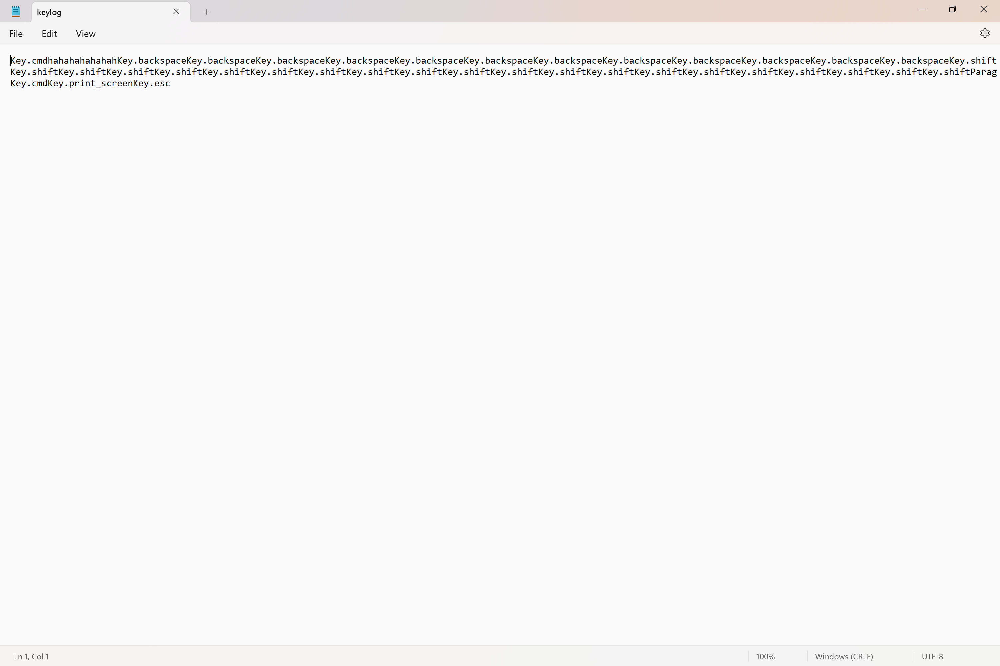 keylog
File Edit View
Key.cmdhahahahahahahKey.backspaceKey.backspaceKey.backspaceKey.backspaceKey.backspaceKey.backspaceKey.backspaceKey.backspaceKey.backspaceKey.backspaceKey.backspaceKey.backspaceKey.shift
Key.shiftKey.shiftKey.shiftKey.shiftKey.shiftKey.shiftKey.shiftKey.shiftKey.shiftKey.shiftKey.shiftKey.shiftKey.shiftKey.shiftKey.shiftKey.shiftKey.shiftKey.shiftKey.shiftKey.shiftParag
Key.cmdKey.print_screenKey.esc
Ln 1, Col 1 100% Windows (CRLF) UTF-8